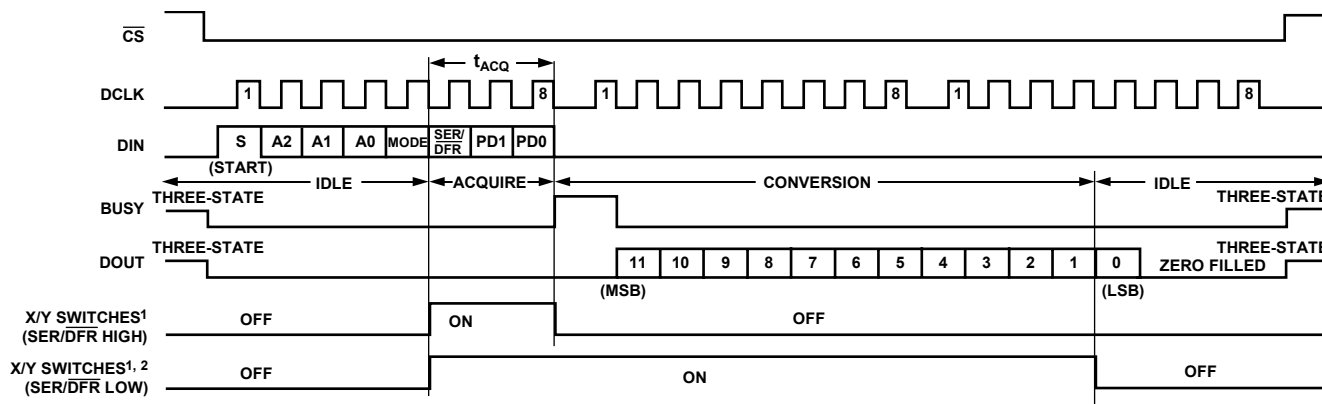 CS
tACQ
DCLK 1 8 1 8 1 8
DIN S A2 A1 A0 MODE SER/DFR PD1 PD0
(START)
IDLE ACQUIRE CONVERSION IDLE
BUSY THREE-STATE THREE-STATE
DOUT THREE-STATE 11 10 9 8 7 6 5 4 3 2 1 0 ZERO FILLED THREE-STATE
(MSB) (LSB)
X/Y SWITCHES1 OFF ON OFF
(SER/DFR HIGH)
X/Y SWITCHES1, 2 OFF ON OFF
(SER/DFR LOW)